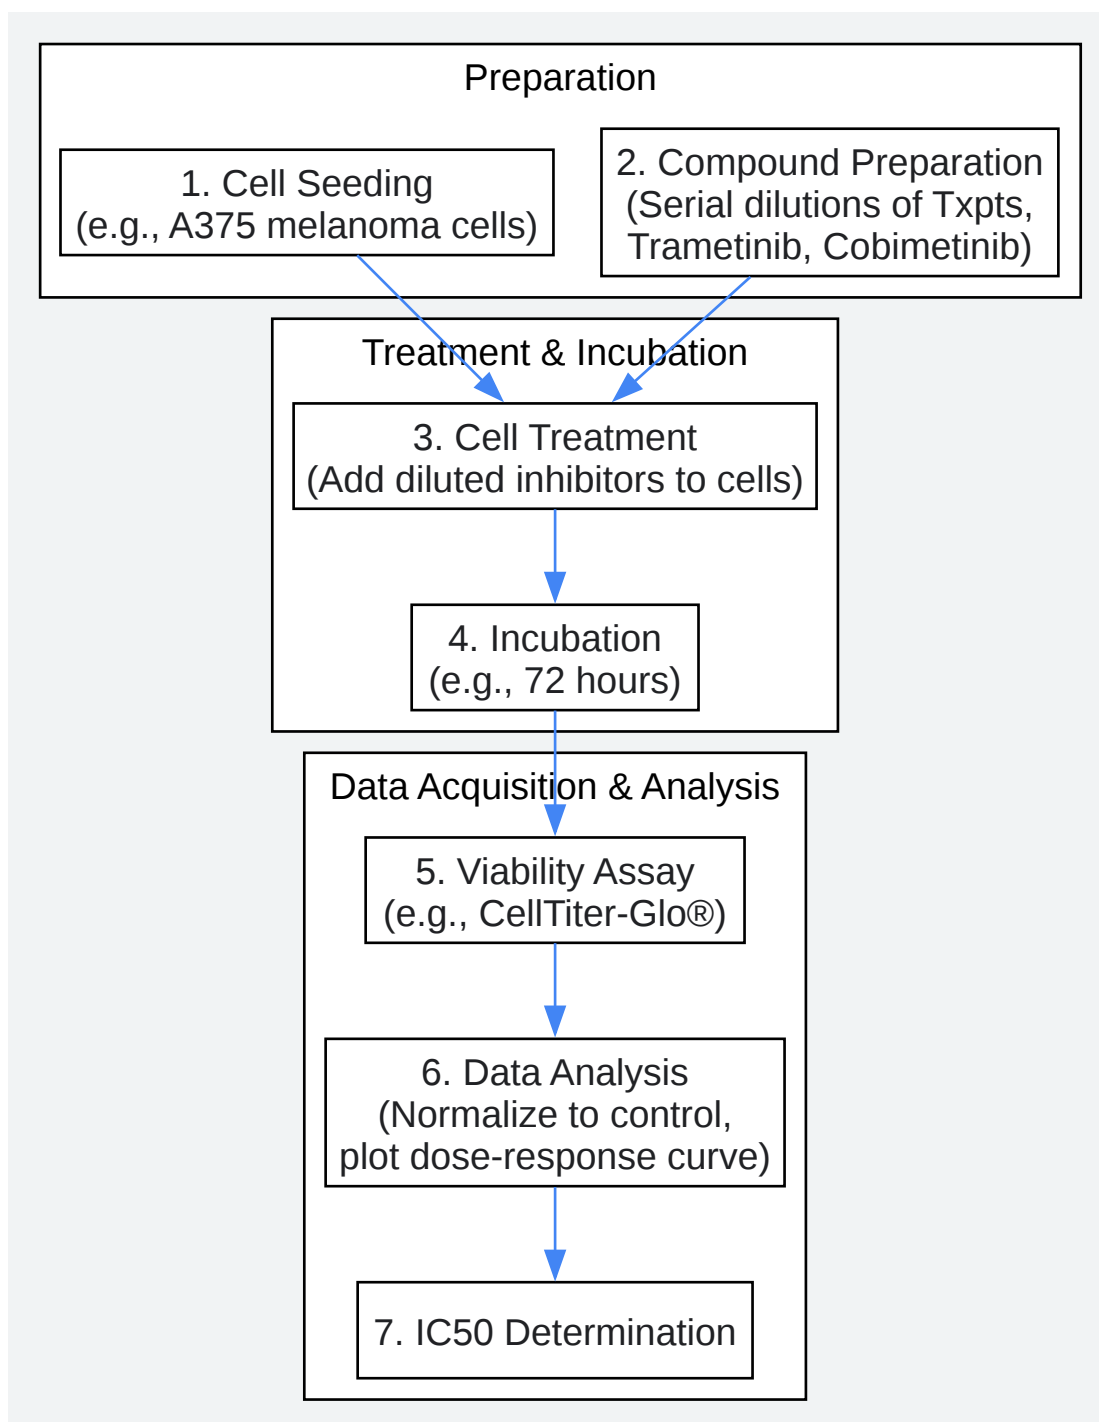 Preparation
1. Cell Seeding
(e.g., A375 melanoma cells)
2. Compound Preparation
(Serial dilutions of Txpts,
Trametinib, Cobimetinib)
Treatment & Incubation
3. Cell Treatment
(Add diluted inhibitors to cells)
4. Incubation
(e.g., 72 hours)
Data Acquisition & Analysis
5. Viability Assay
(e.g., CellTiter-Glo®)
6. Data Analysis
(Normalize to control,
plot dose-response curve)
7. IC50 Determination